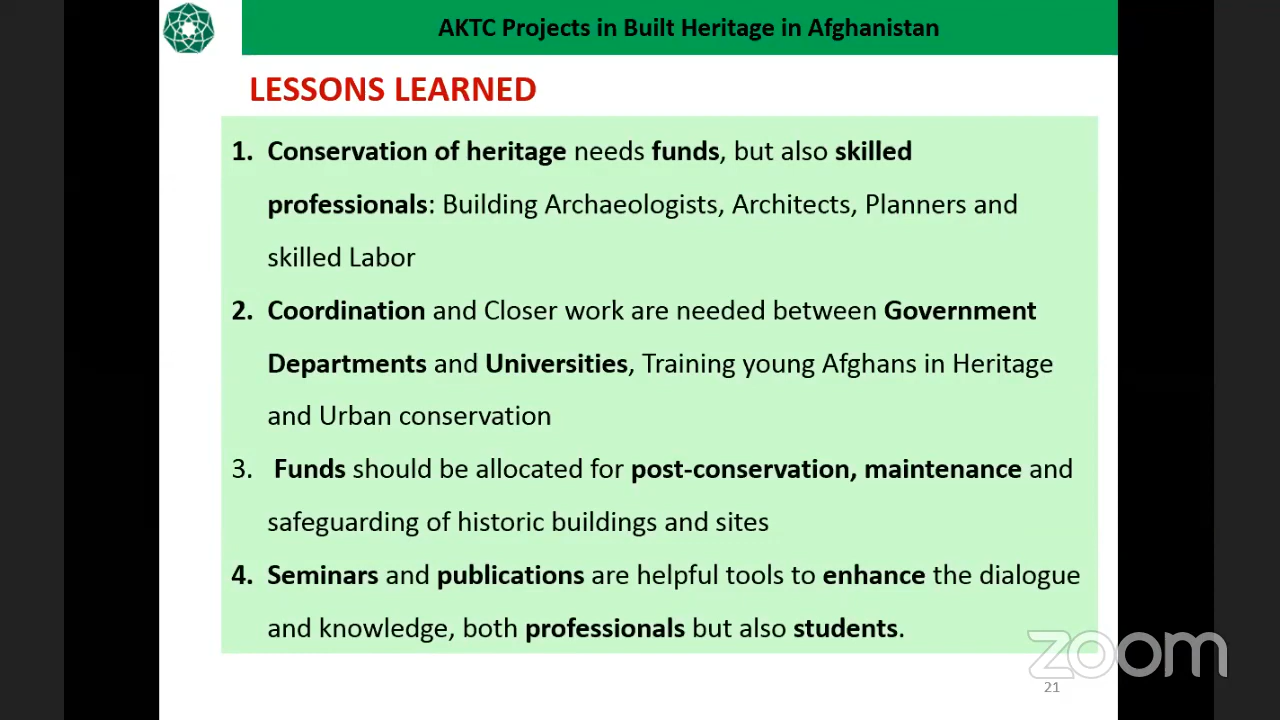 AKTC Projects in Built Heritage in Afghanistan
LESSONS LEARNED
1. Conservation of heritage needs funds, but also skilled
professionals: Building Archaeologists, Architects, Planners and
skilled Labor
2. Coordination and Closer work are needed between Government
Departments and Universities, Training young Afghans in Heritage
and Urban conservation
3. Funds should be allocated for post-conservation, maintenance and
safeguarding of historic buildings and sites
4. Seminars and publications are helpful tools to enhance the dialogue
and knowledge, both professionals but also students.
zoom
21